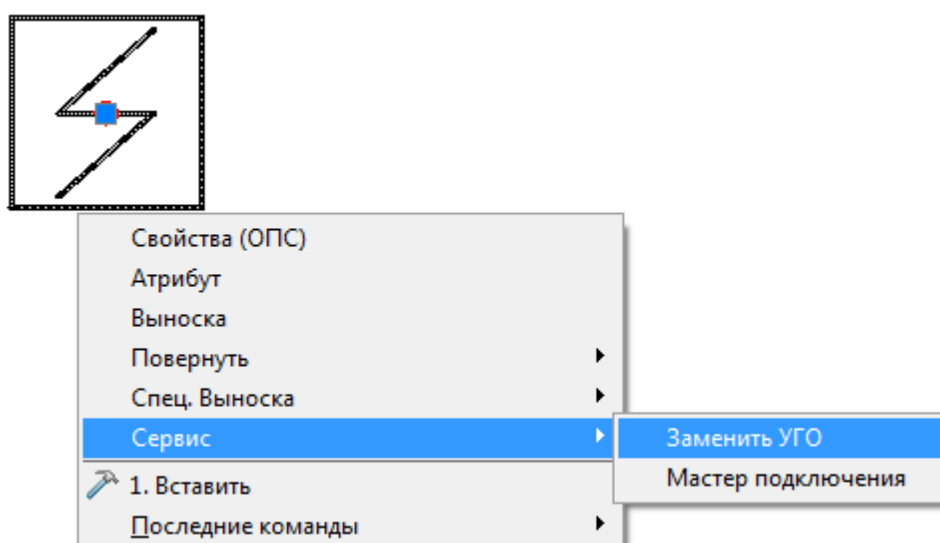 Свойства (ОПС)
Атрибут
Выноска
Повернуть
Спец. Выноска
Сервис
Заменить УГО
Мастер подключения
1. Вставить
Последние команды